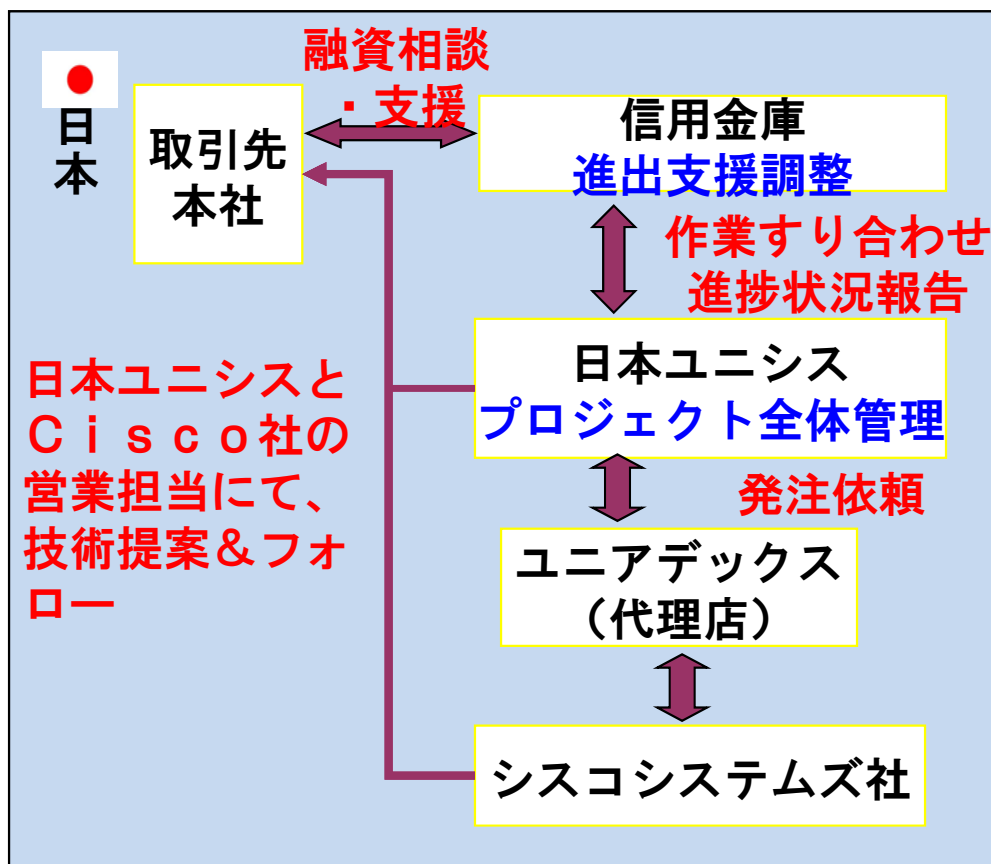 融資相談
・支援
日本
取引先
本社
信用金庫
進出支援調整
作業すり合わせ
進捗状況報告
日本ユニシス
プロジェクト全体管理
日本ユニシスと
Ｃｉｓｃｏ社の
営業担当にて、
技術提案＆フォ
ロー
発注依頼
ユニアデックス
（代理店）
シスコシステムズ社